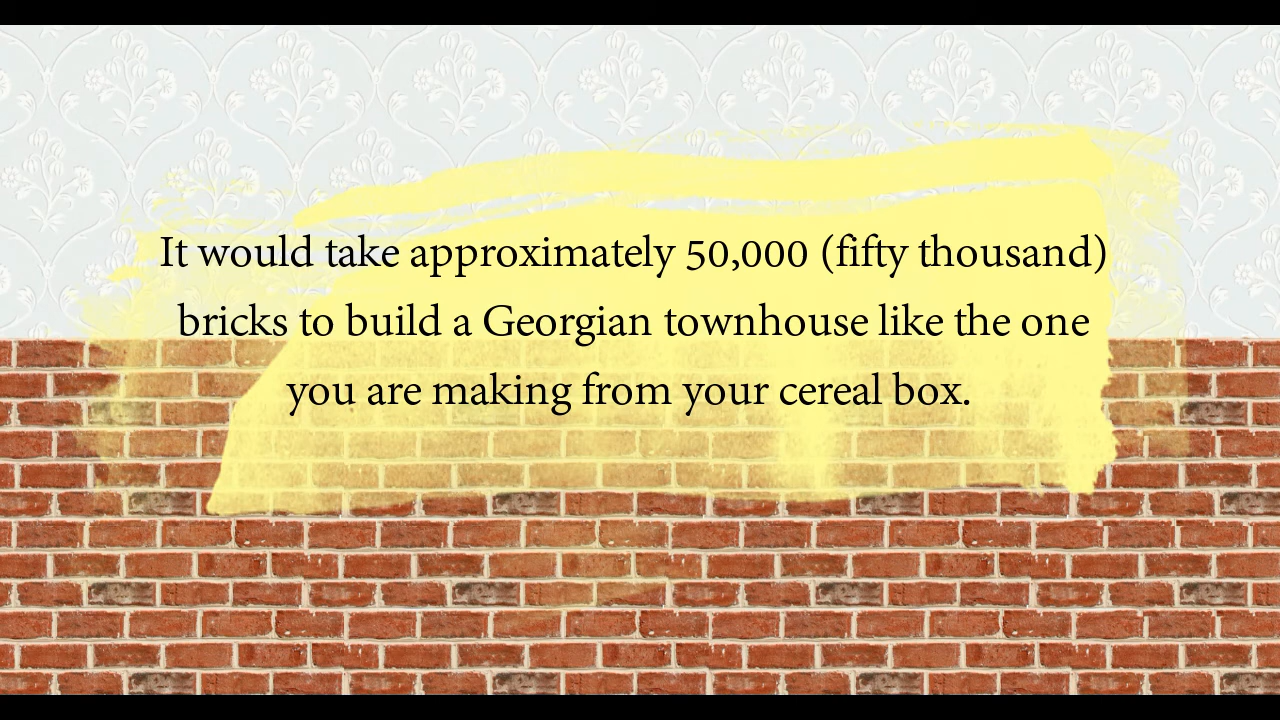 It would take approximately 50,000 (fifty thousand)
bricks to build a Georgian townhouse like the one
you are making from your cereal box.